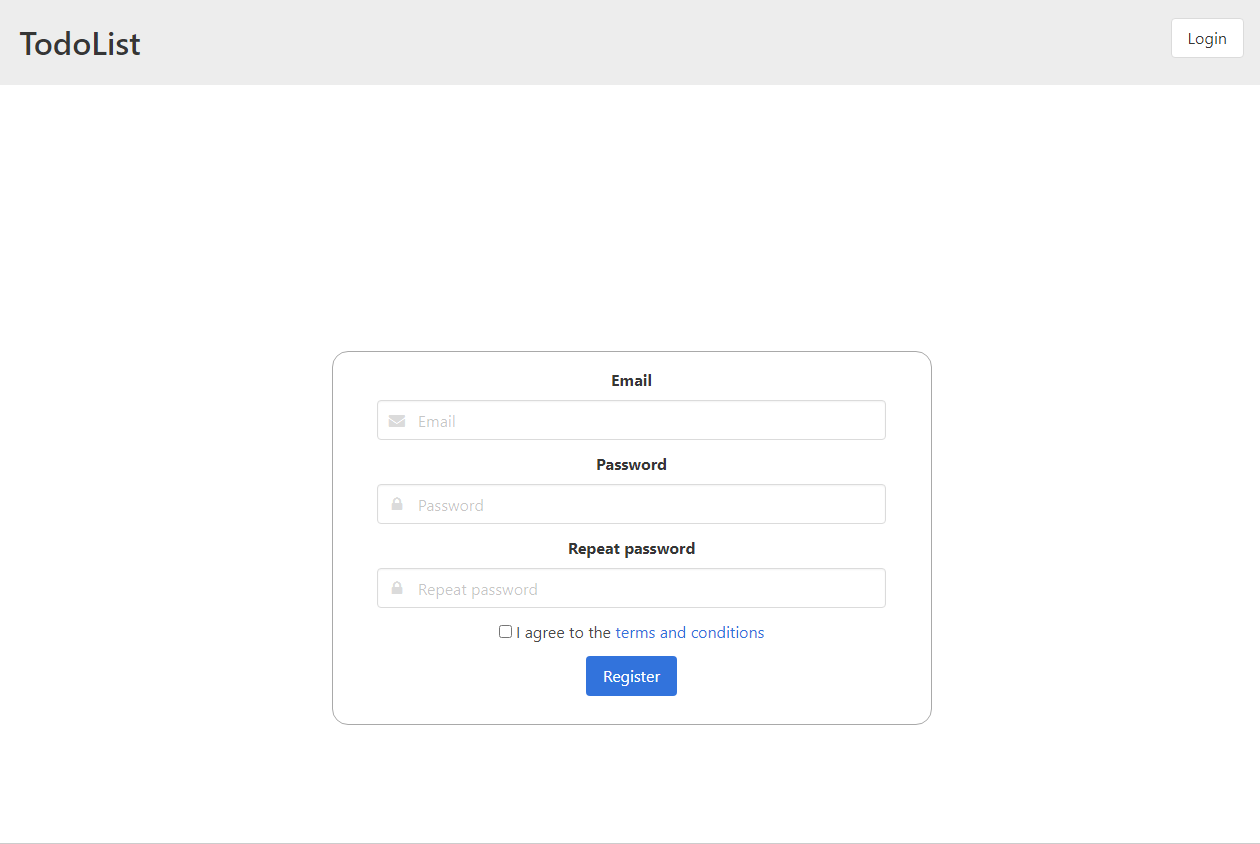 TodoList
Login
Email
Email
Password
Password
Repeat password
Repeat password
I agree to the terms and conditions
Register